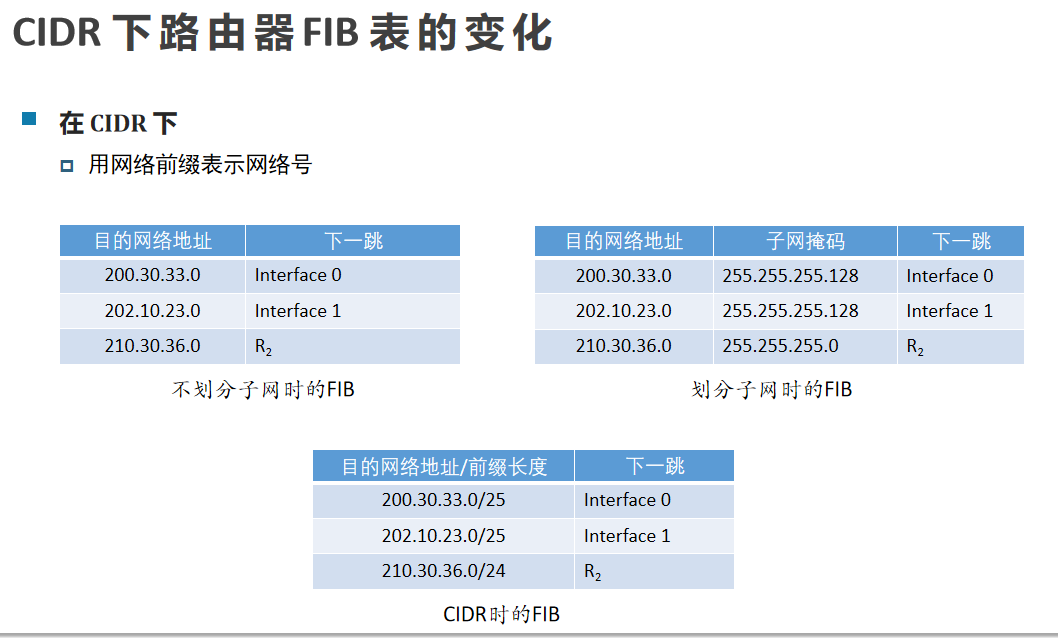 CIDR 下路由器 FIB 表的变化
在 CIDR 下
用网络前缀表示网络号
目的网络地址 下一跳
200.30.33.0 Interface 0
202.10.23.0 Interface 1
210.30.36.0 R2
不划分子网时的FIB
目的网络地址 子网掩码 下一跳
200.30.33.0 255.255.255.128 Interface 0
202.10.23.0 255.255.255.128 Interface 1
210.30.36.0 255.255.255.0 R2
划分子网时的FIB
目的网络地址/前缀长度 下一跳
200.30.33.0/25 Interface 0
202.10.23.0/25 Interface 1
210.30.36.0/24 R2
CIDR时的FIB